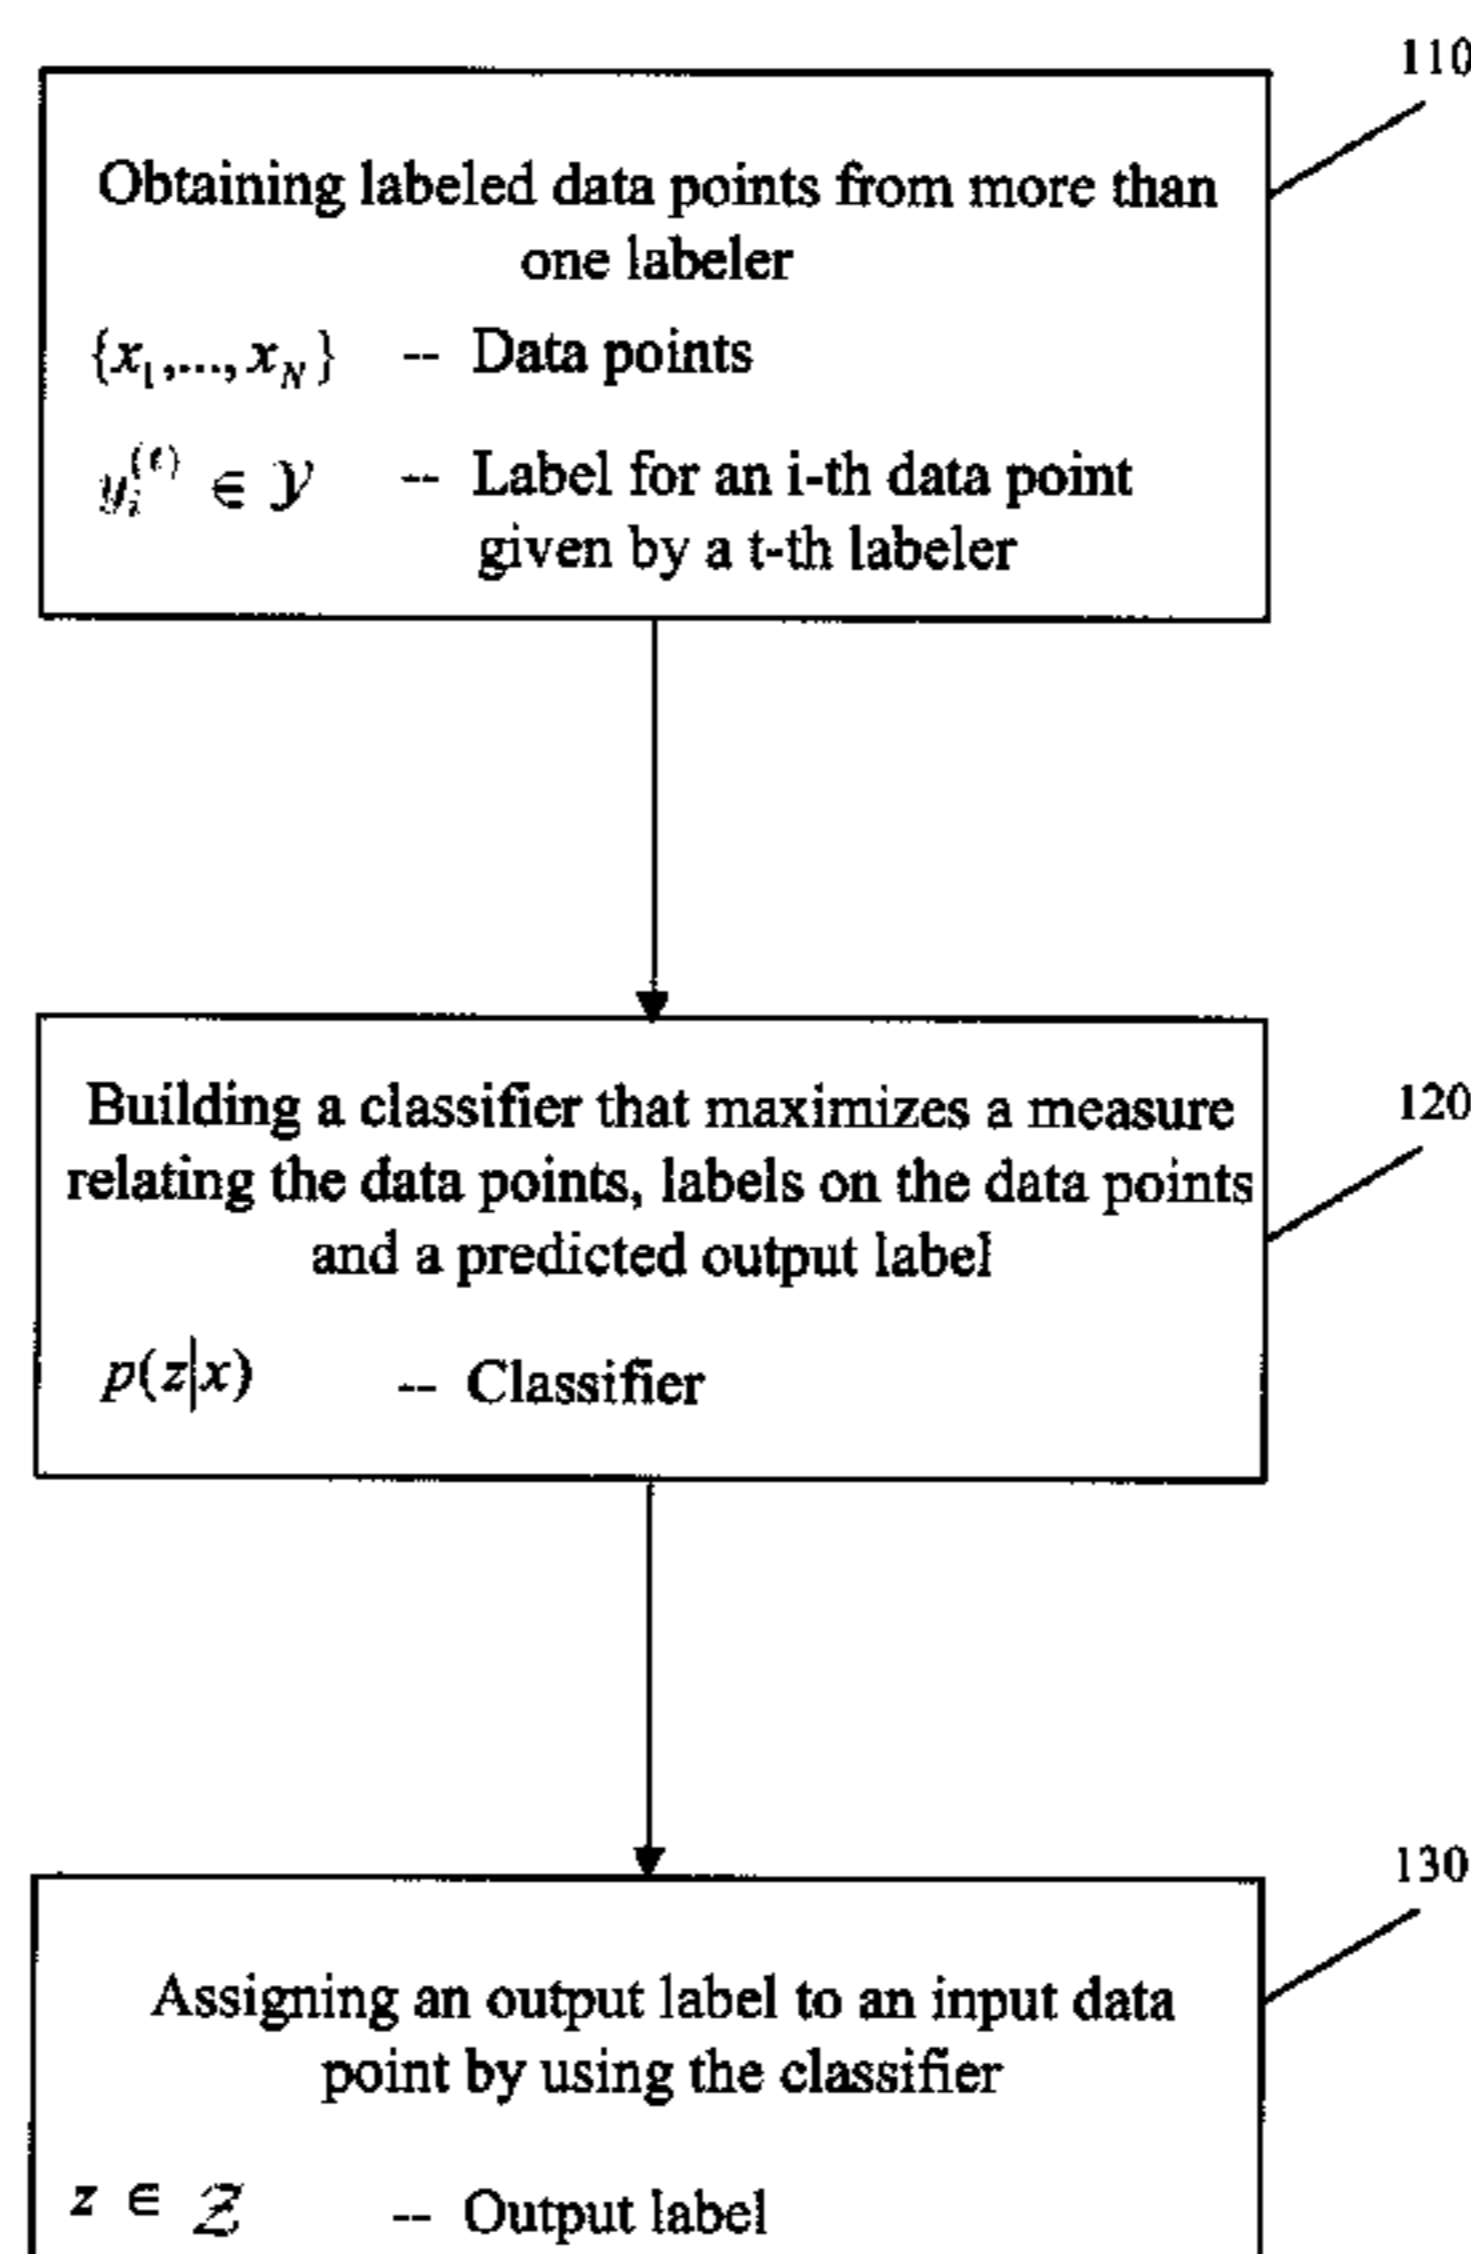 110
Obtaining labeled data points from more than
one labeler
{x₁,..., x_N} -- Data points
y_i^(t) ∈ 𝒴 -- Label for an i-th data point
given by a t-th labeler
120
Building a classifier that maximizes a measure
relating the data points, labels on the data points
and a predicted output label
p(z|x) -- Classifier
130
Assigning an output label to an input data
point by using the classifier
z ∈ 𝒵 -- Output label